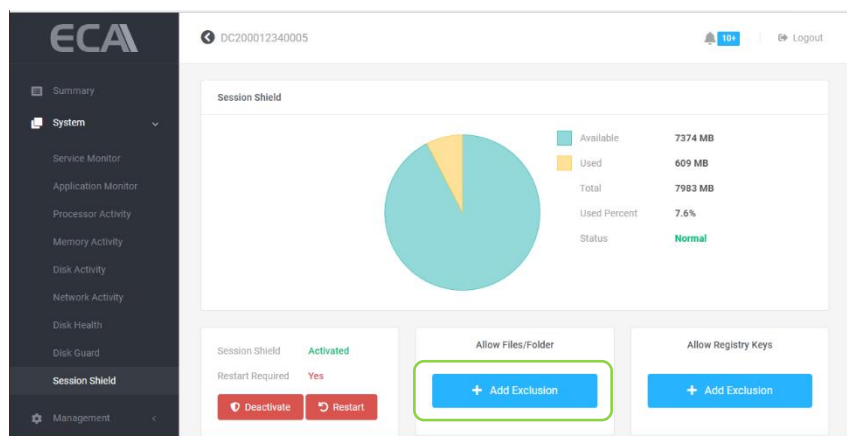 ECA
DC200012340005
10+
Logout
Summary
System
Service Monitor
Application Monitor
Processor Activity
Memory Activity
Disk Activity
Network Activity
Disk Health
Disk Guard
Session Shield
Management
Session Shield
Available 7374 MB
Used 609 MB
Total 7983 MB
Used Percent 7.6%
Status Normal
Session Shield Activated
Restart Required Yes
Deactivate Restart
Allow Files/Folder
+ Add Exclusion
Allow Registry Keys
+ Add Exclusion